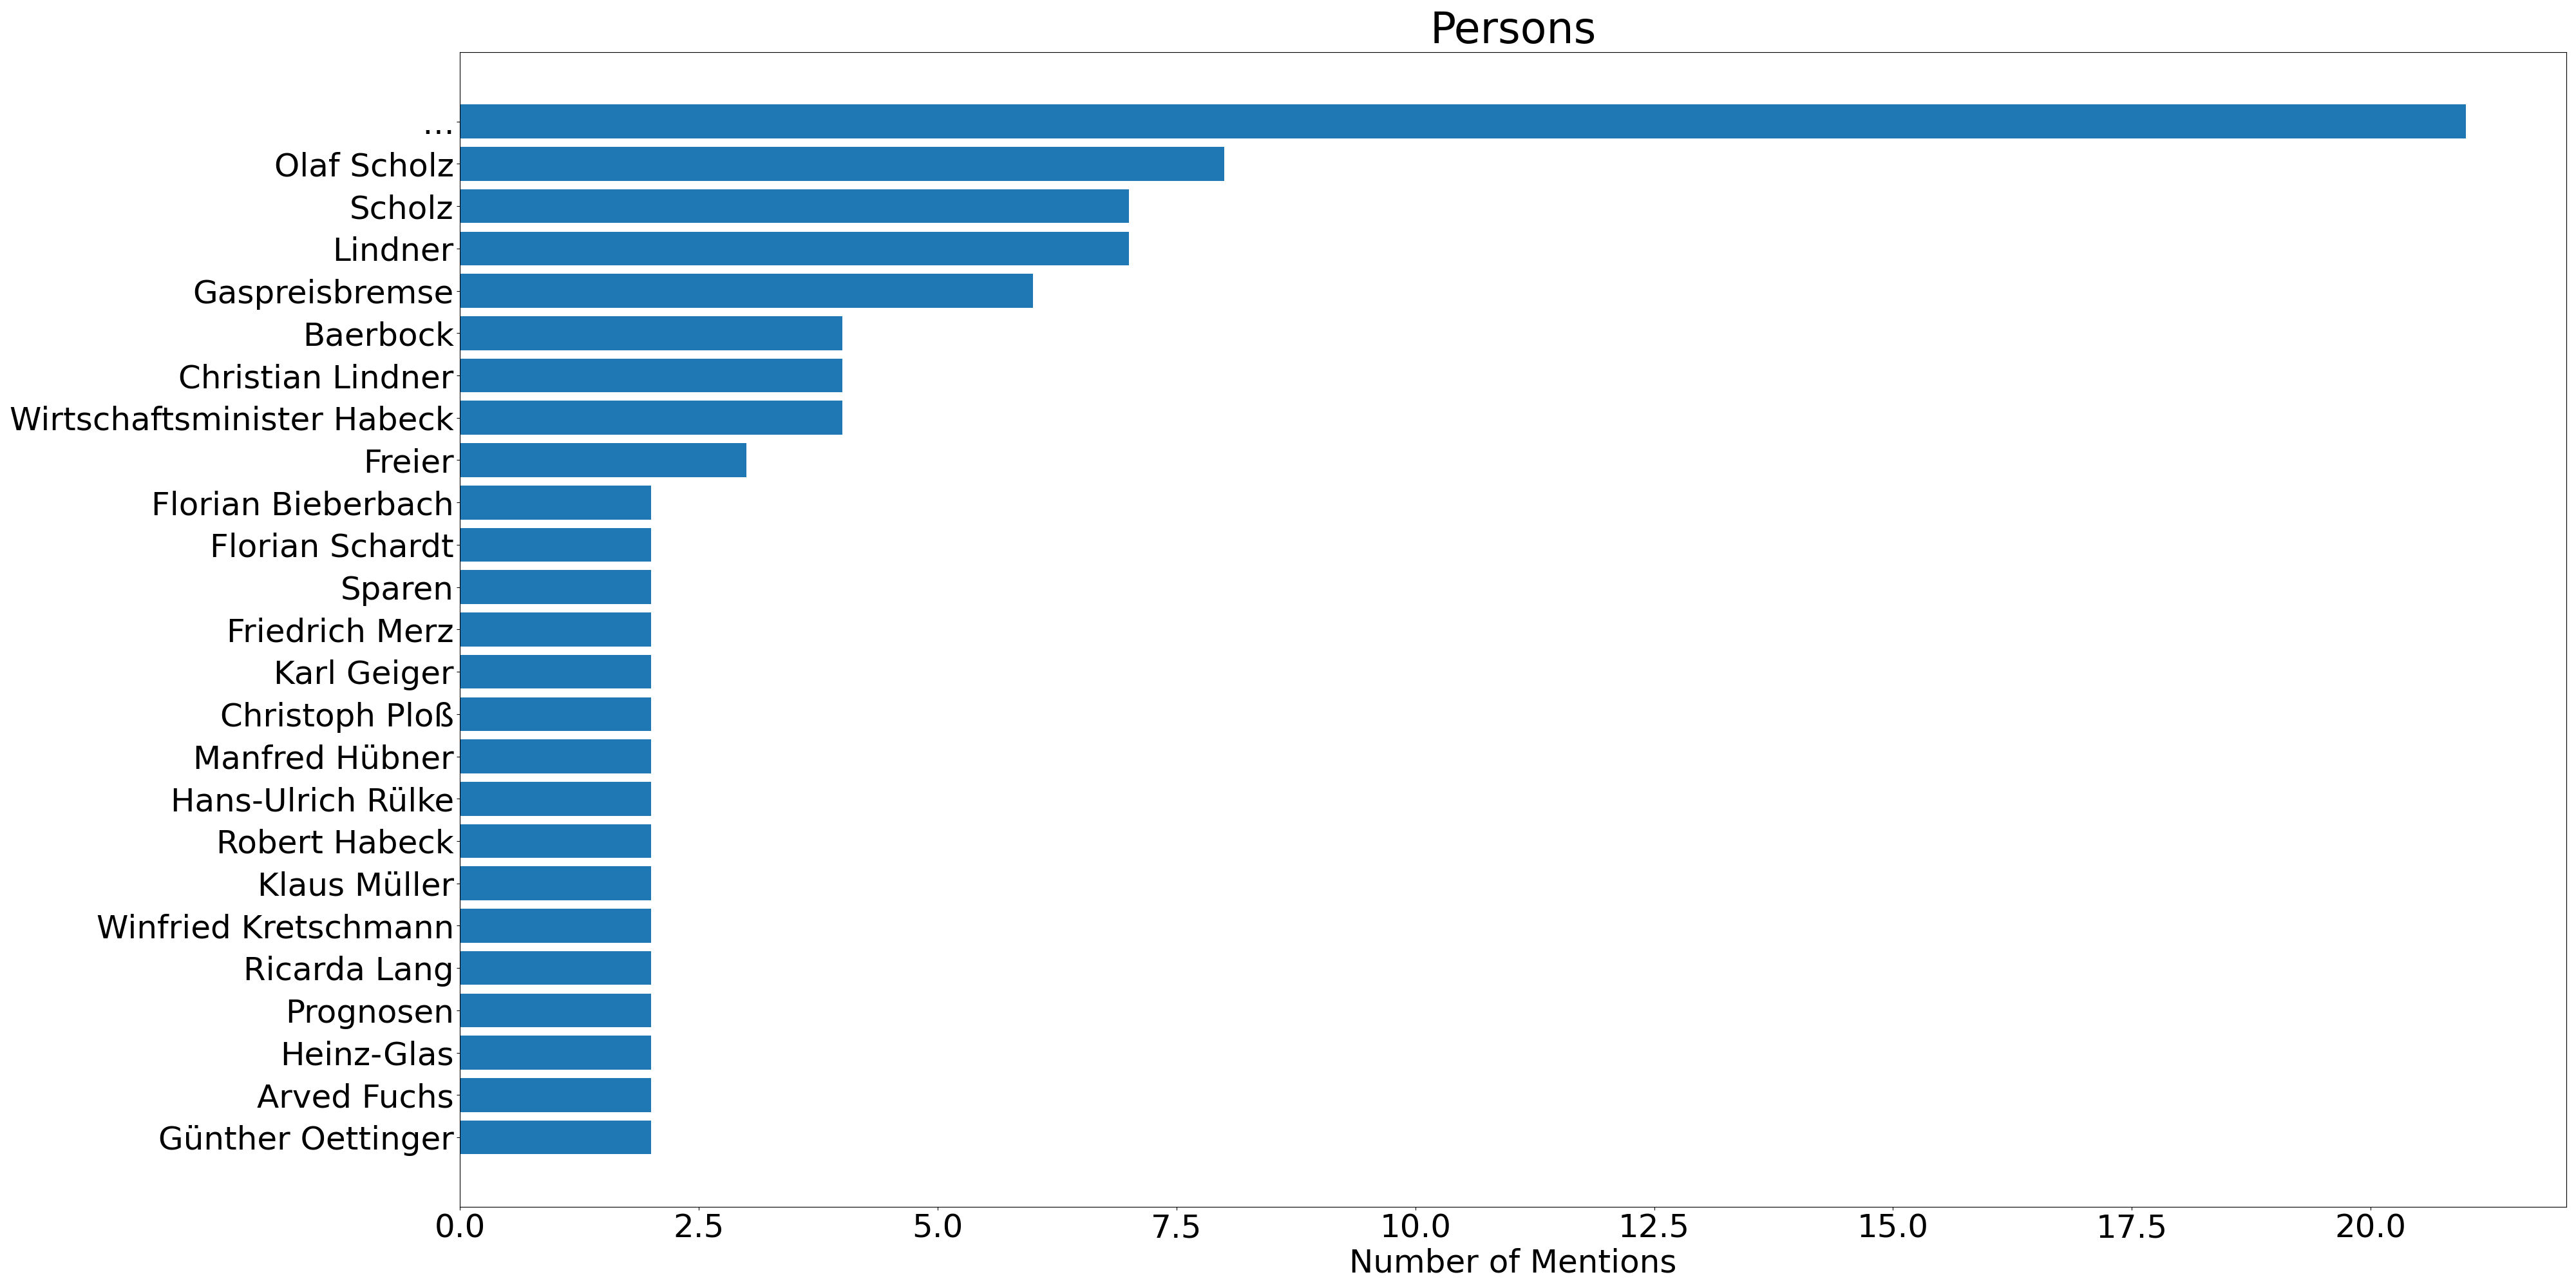 Persons
...
Olaf Scholz
Scholz
Lindner
Gaspreisbremse
Baerbock
Christian Lindner
Wirtschaftsminister Habeck
Freier
Florian Bieberbach
Florian Schardt
Sparen
Friedrich Merz
Karl Geiger
Christoph Ploß
Manfred Hübner
Hans-Ulrich Rülke
Robert Habeck
Klaus Müller
Winfried Kretschmann
Ricarda Lang
Prognosen
Heinz-Glas
Arved Fuchs
Günther Oettinger
0.0 2.5 5.0 7.5 10.0 12.5 15.0 17.5 20.0
Number of Mentions